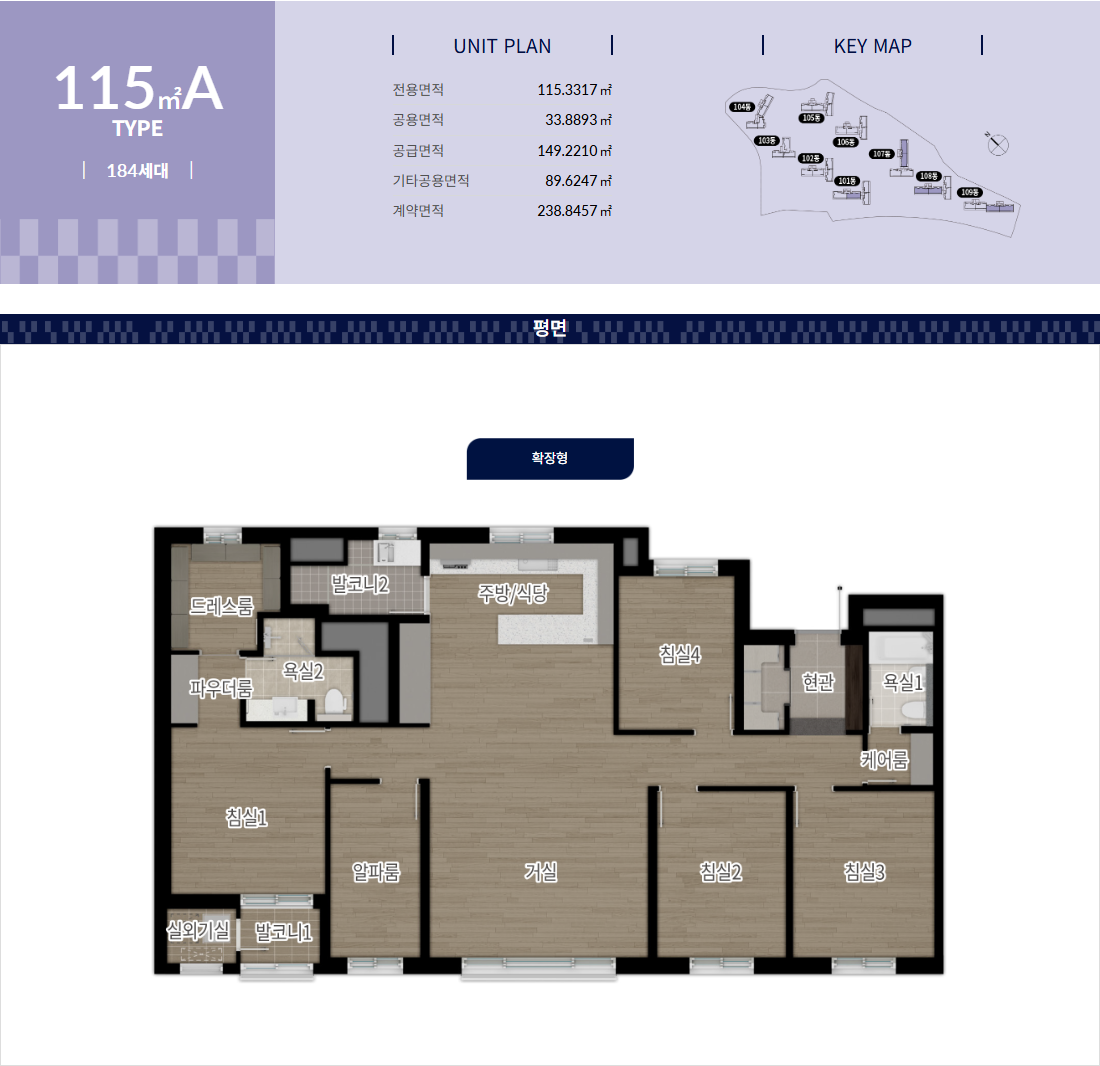 115㎡A
TYPE
184세대
UNIT PLAN
전용면적 115.3317㎡
공용면적 33.8893㎡
공급면적 149.2210㎡
기타공용면적 89.6247㎡
계약면적 238.8457㎡
KEY MAP
104동
105동
103동
106동
N
102동
107동
101동
108동
109동
평면
확장형
발코니2
주방/식당
드레스룸
침실4
욕실2
파우더룸
현관
욕실1
케어룸
침실1
알파룸
거실
침실2
침실3
실외기실
발코니1